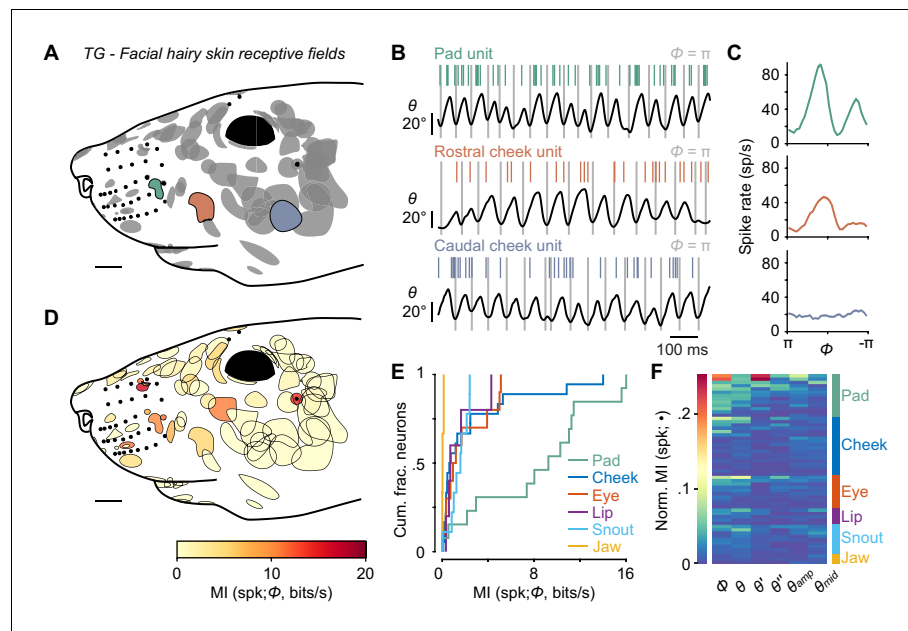 A TG - Facial hairy skin receptive fields
B
Pad unit Φ = π
θ
20°
Rostral cheek unit Φ = π
θ
20°
Caudal cheek unit Φ = π
θ
20°
100 ms
C
80
40
0
80
40
0
80
40
0
Spike rate (sp/s)
π Φ -π
D
0 10 20
MI (spk;Φ, bits/s)
E
1
.5
0
Cum. frac. neurons
Pad
Cheek
Eye
Lip
Snout
Jaw
0 8 16
MI (spk;Φ, bits/s)
F
.2
.1
0
Norm. MI (spk; •)
Pad
Cheek
Eye
Lip
Snout
Jaw
Φ θ θ' θ'' θamp θmid